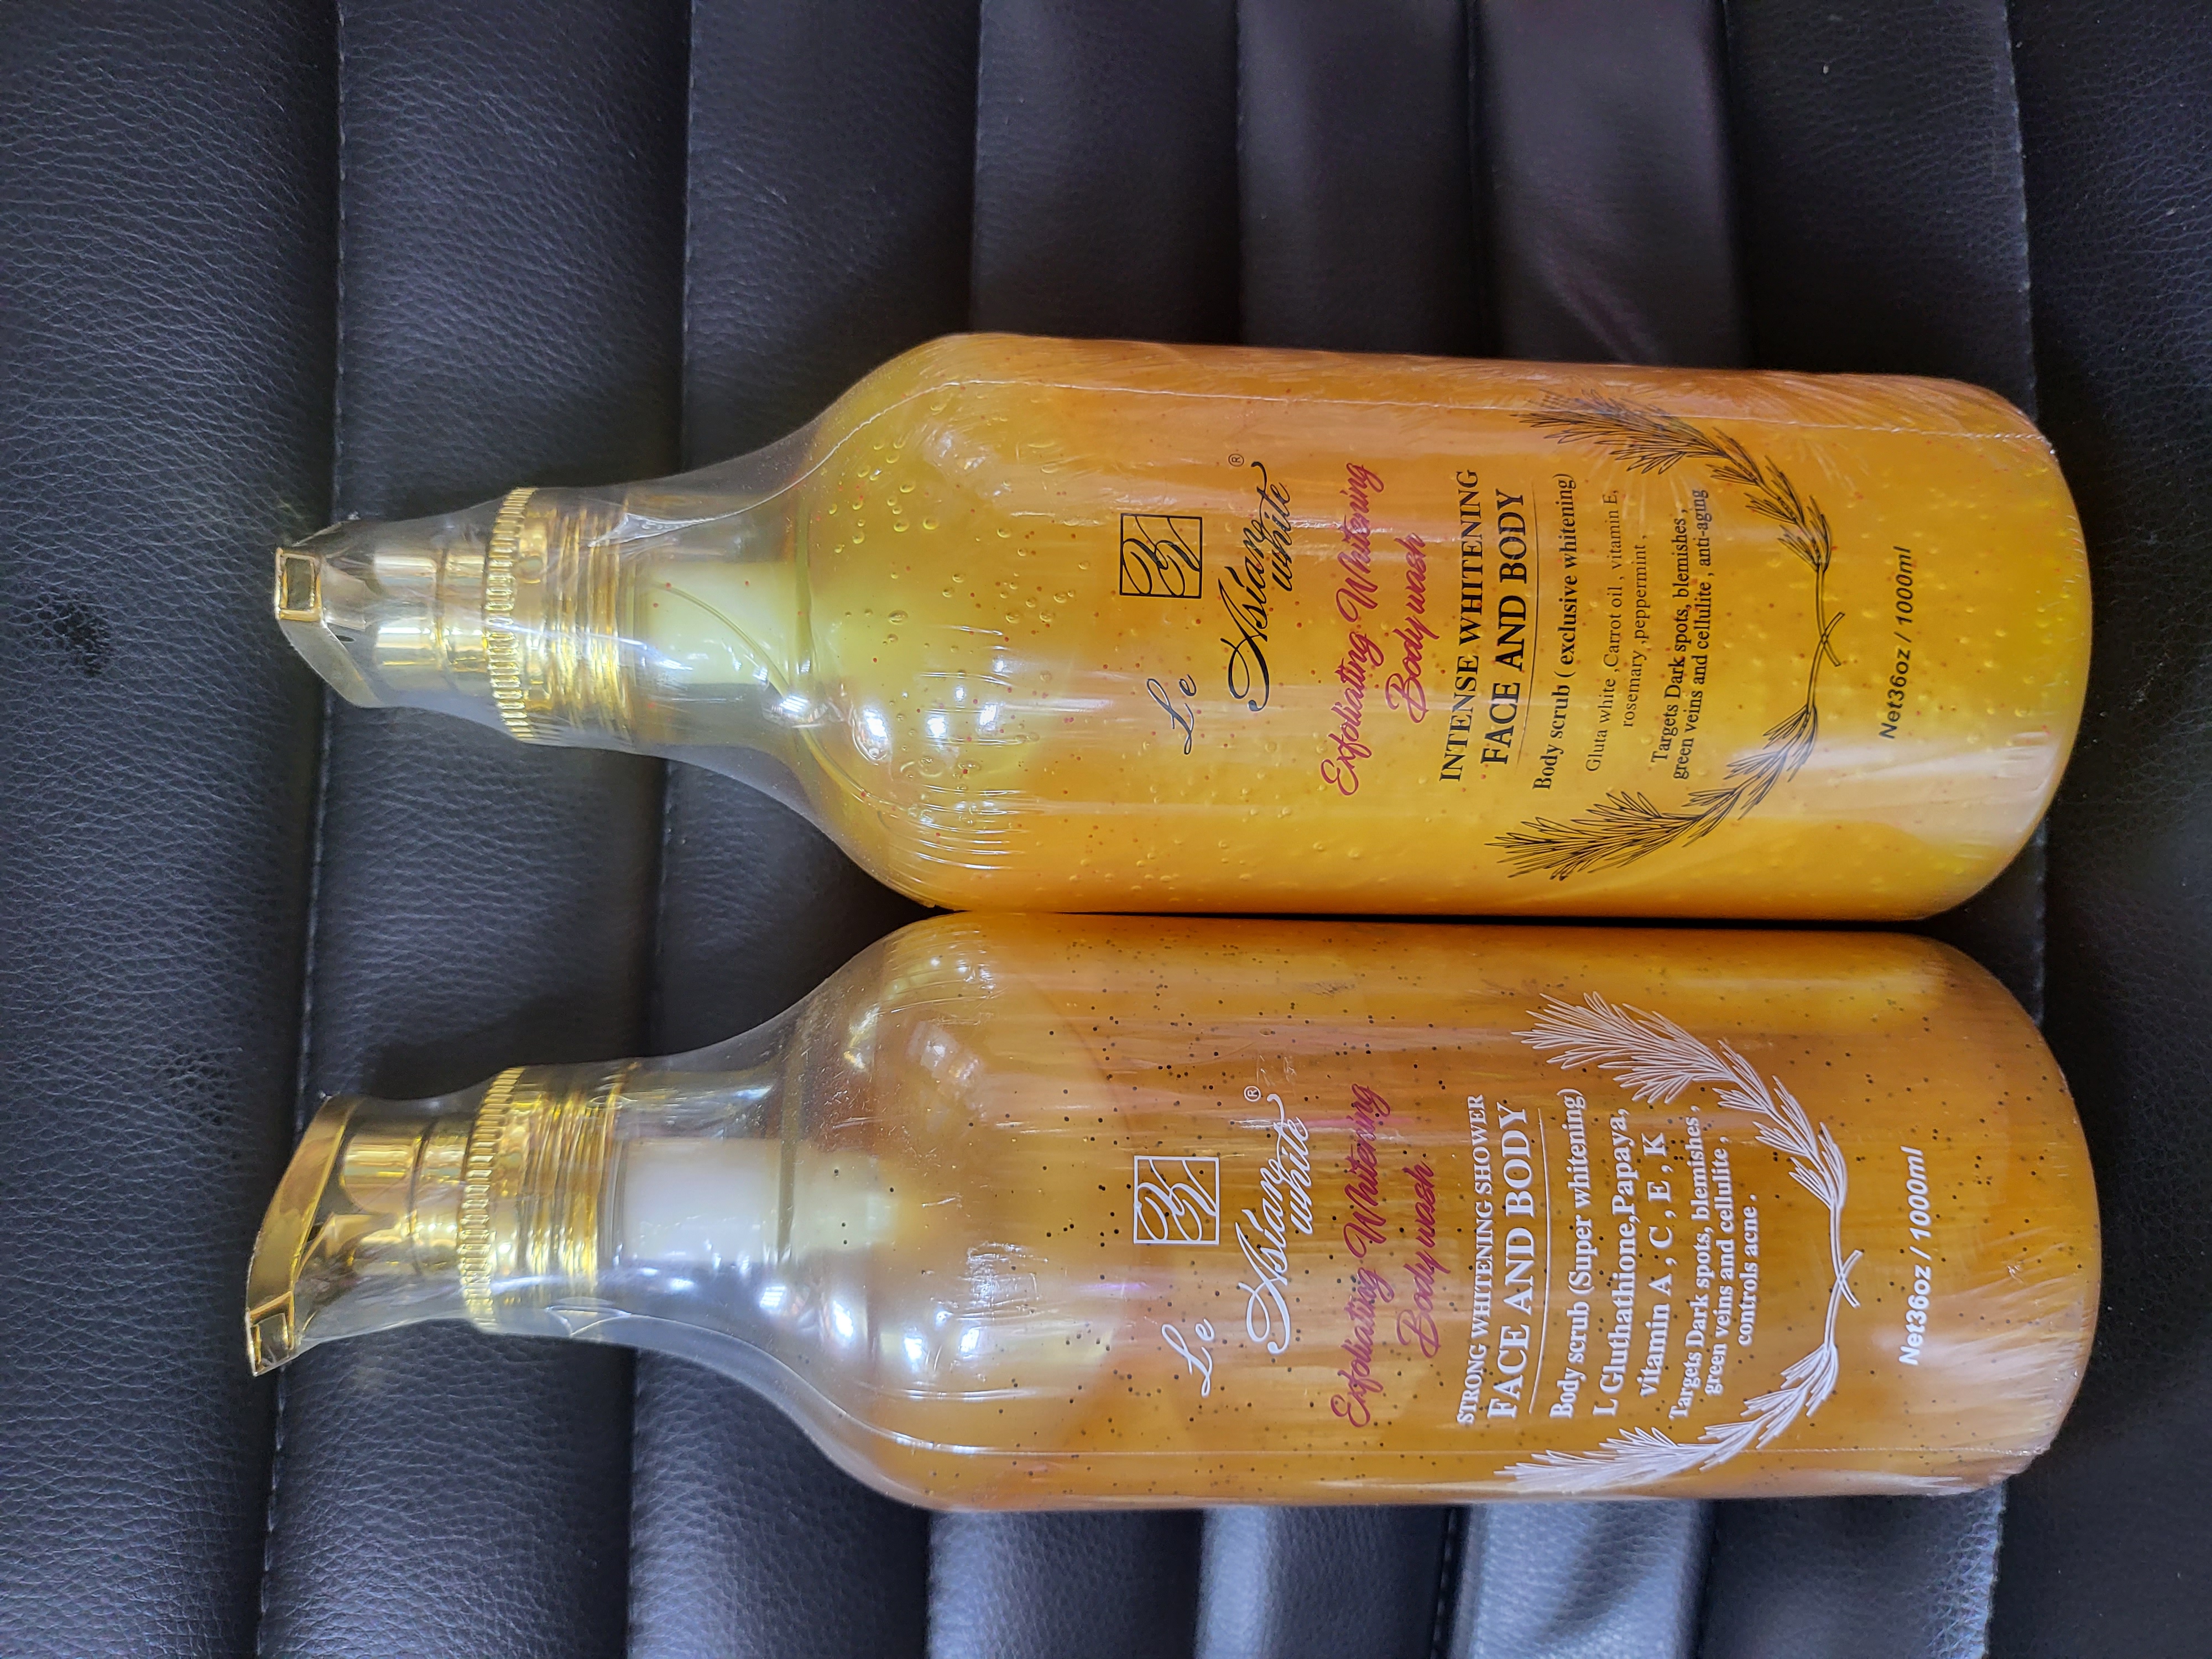 Le
Asian
white ®
Exfoliating Whitening
Body wash
STRONG WHITENING SHOWER
FACE AND BODY
Body scrub (Super whitening)
L Gluthathione,Papaya,
vitamin A , C , E , K
Targets Dark spots, blemishes ,
green veins and cellulite ,
controls acne .
Net36oz / 1000ml
Le
Asian
white ®
Exfoliating Whitening
Body wash
INTENSE WHITENING
FACE AND BODY
Body scrub ( exclusive whitening)
Gluta white ,Carrot oil , vitamin E,
rosemary ,peppermint ,
Targets Dark spots, blemishes ,
green veins and cellulite , anti-aging
Net36oz / 1000ml